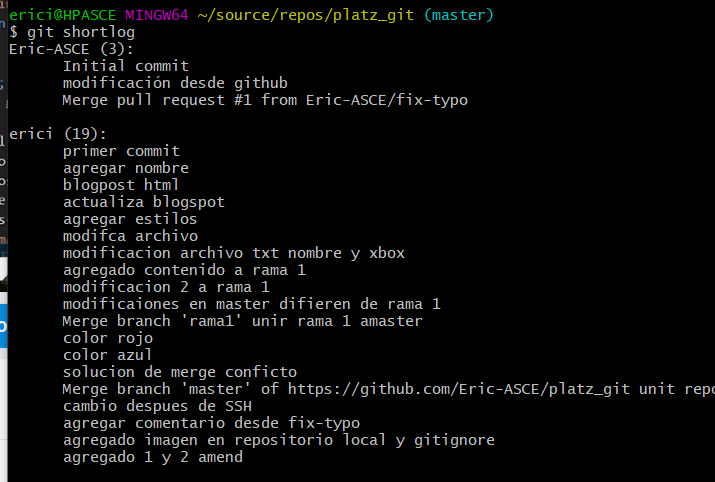 erici@HPASCE MINGW64 ~/source/repos/platz_git (master)
$ git shortlog
Eric-ASCE (3):
Initial commit
modificación desde github
Merge pull request #1 from Eric-ASCE/fix-typo
erici (19):
primer commit
agregar nombre
blogpost html
actualiza blogspot
agregar estilos
modifca archivo
modificacion archivo txt nombre y xbox
agregado contenido a rama 1
modificacion 2 a rama 1
modificaiones en master difieren de rama 1
Merge branch 'rama1' unir rama 1 amaster
color rojo
color azul
solucion de merge conficto
Merge branch 'master' of https://github.com/Eric-ASCE/platz_git unit repo
cambio despues de SSH
agregar comentario desde fix-typo
agregado imagen en repositorio local y gitignore
agregado 1 y 2 amend